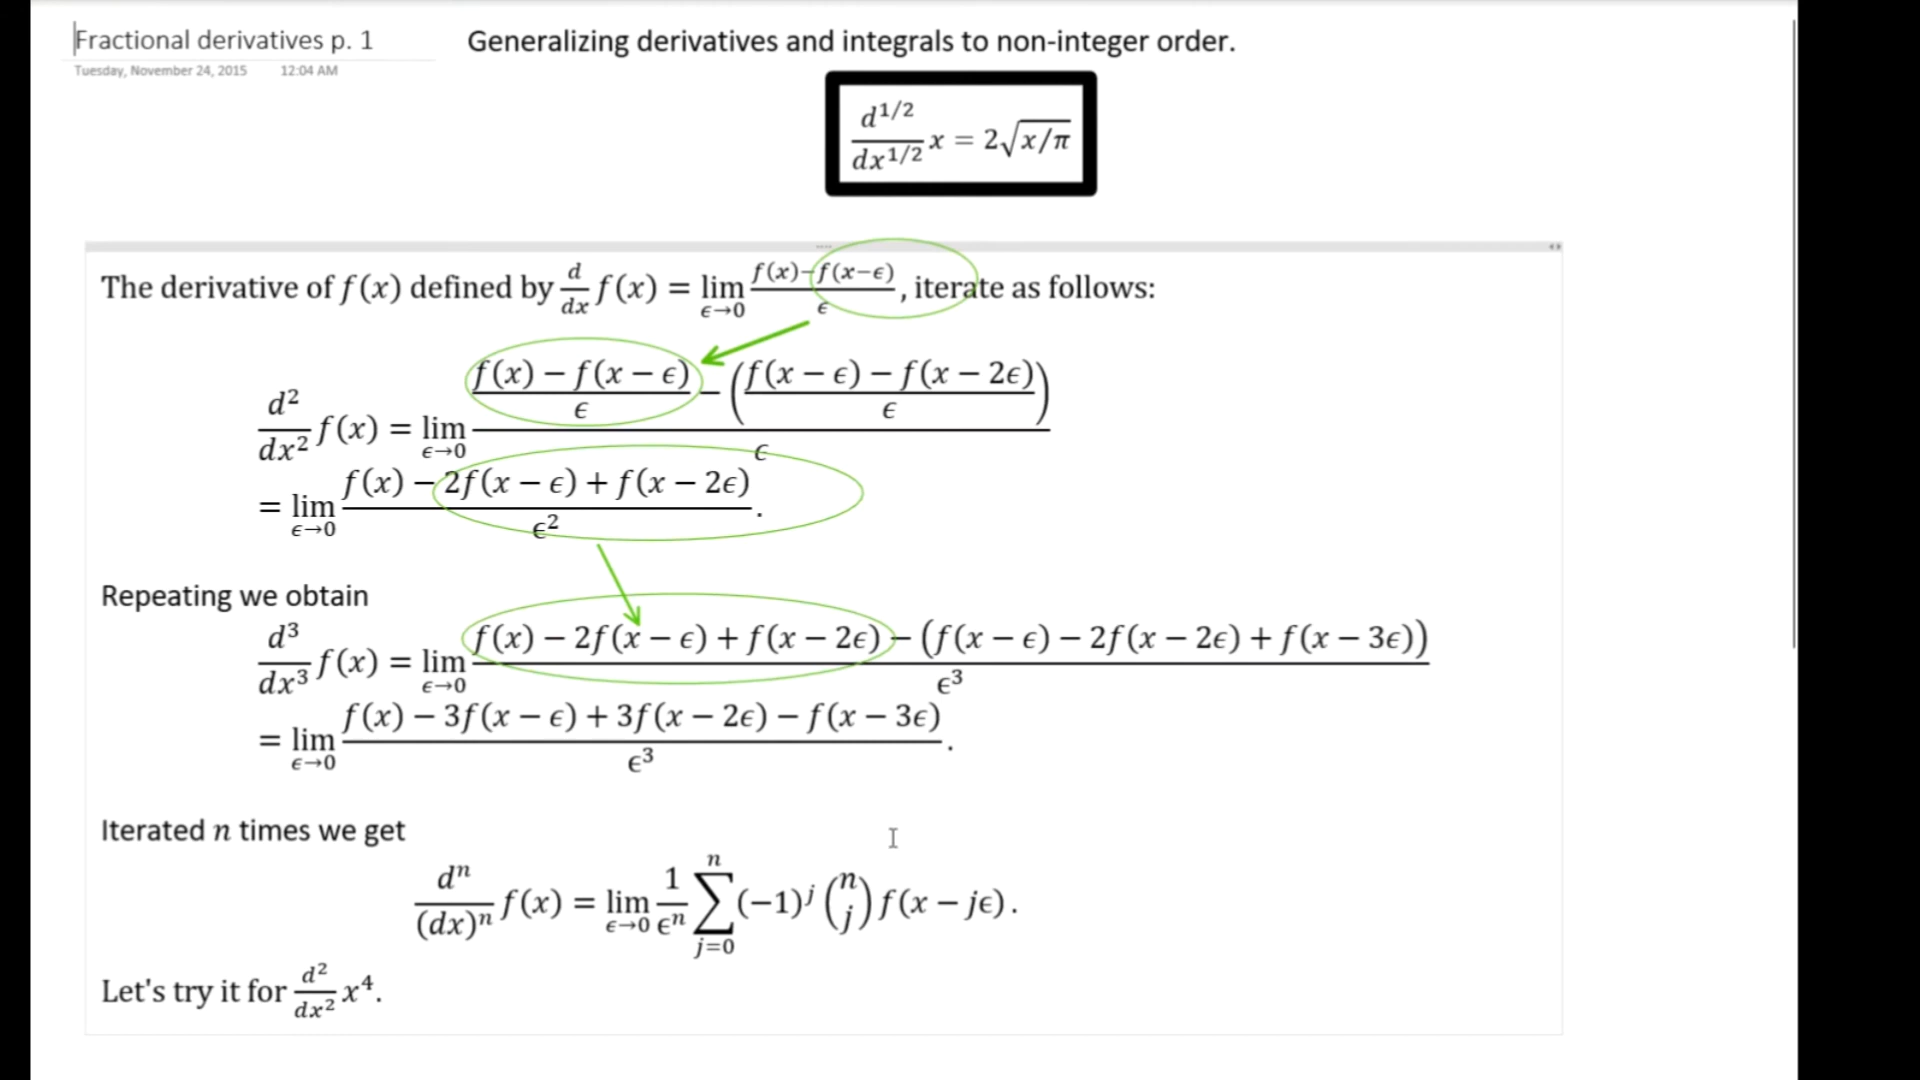 Fractional derivatives p. 1
Generalizing derivatives and integrals to non-integer order.
Tuesday, November 24, 2015 12:04 AM
d^{1/2}/dx^{1/2} x = 2√(x/π)
The derivative of f(x) defined by d/dx f(x) = lim_{ϵ→0} (f(x)−f(x−ϵ))/ϵ, iterate as follows:
d²/dx² f(x) = lim_{ϵ→0} ((f(x) − f(x − ϵ))/ϵ − ((f(x − ϵ) − f(x − 2ϵ))/ϵ))/ϵ
= lim_{ϵ→0} (f(x) − 2f(x − ϵ) + f(x − 2ϵ))/ϵ².
Repeating we obtain
d³/dx³ f(x) = lim_{ϵ→0} (f(x) − 2f(x − ϵ) + f(x − 2ϵ) − (f(x − ϵ) − 2f(x − 2ϵ) + f(x − 3ϵ)))/ϵ³
= lim_{ϵ→0} (f(x) − 3f(x − ϵ) + 3f(x − 2ϵ) − f(x − 3ϵ))/ϵ³.
Iterated n times we get
dⁿ/(dx)ⁿ f(x) = lim_{ϵ→0} 1/ϵⁿ ∑_{j=0}^{n} (−1)^j (n j) f(x − jϵ).
Let's try it for d²/dx² x⁴.